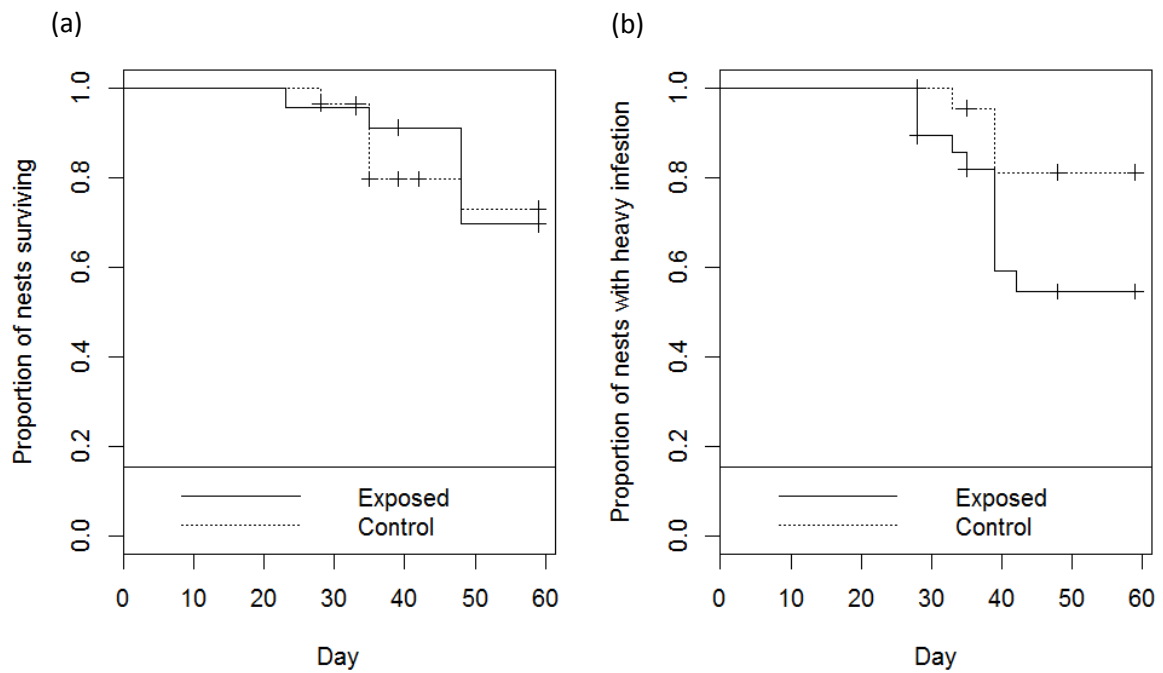 (a)
Proportion of nests surviving
1.0
0.8
0.6
0.4
0.2
0.0
Exposed
Control
0 10 20 30 40 50 60
Day
(b)
Proportion of nests with heavy infestion
1.0
0.8
0.6
0.4
0.2
0.0
Exposed
Control
0 10 20 30 40 50 60
Day